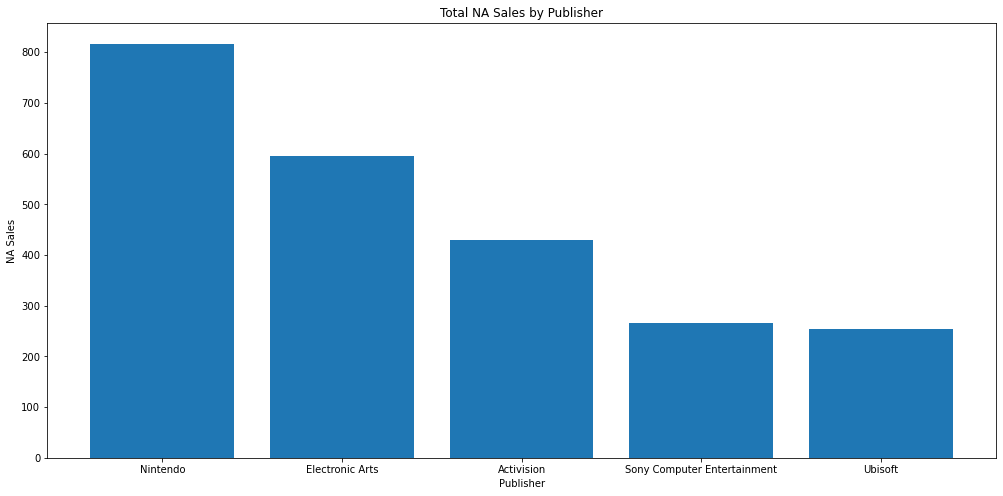 Total NA Sales by Publisher
800
700
600
500
400
300
200
100
0
NA Sales
Nintendo Electronic Arts Activision Sony Computer Entertainment Ubisoft
Publisher